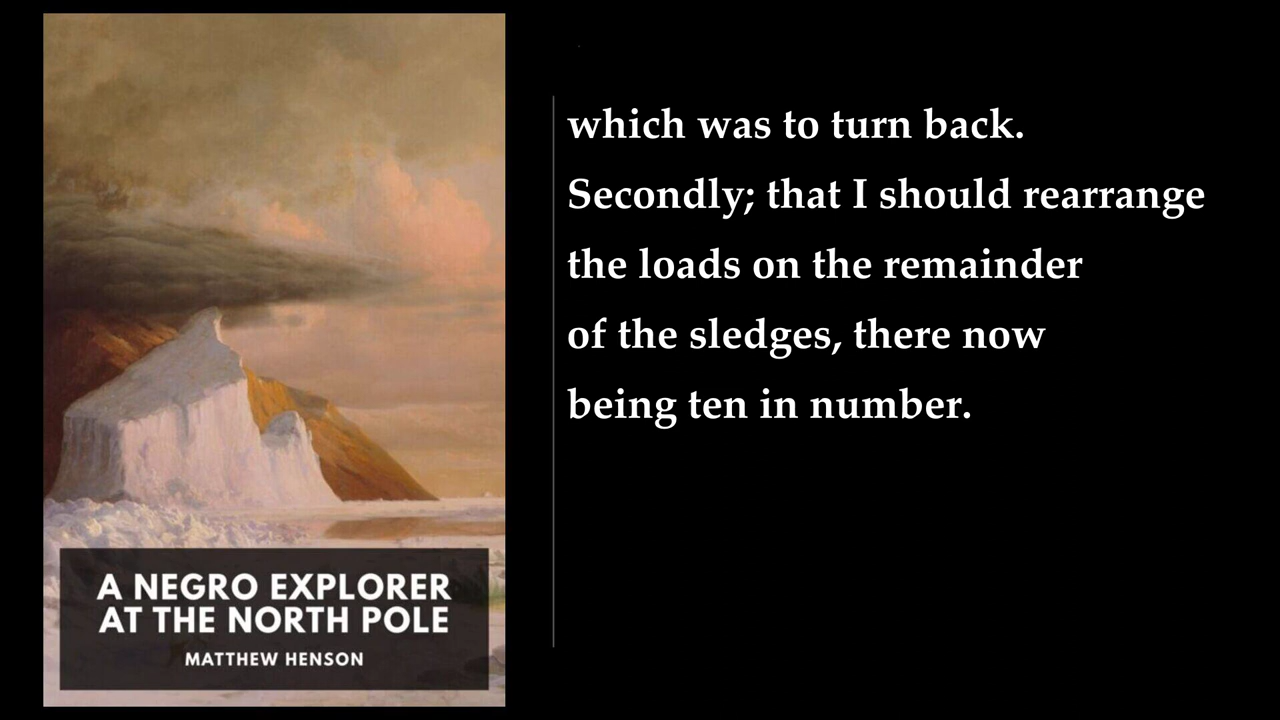 which was to turn back.
Secondly; that I should rearrange
the loads on the remainder
of the sledges, there now
being ten in number.
A NEGRO EXPLORER
AT THE NORTH POLE
MATTHEW HENSON